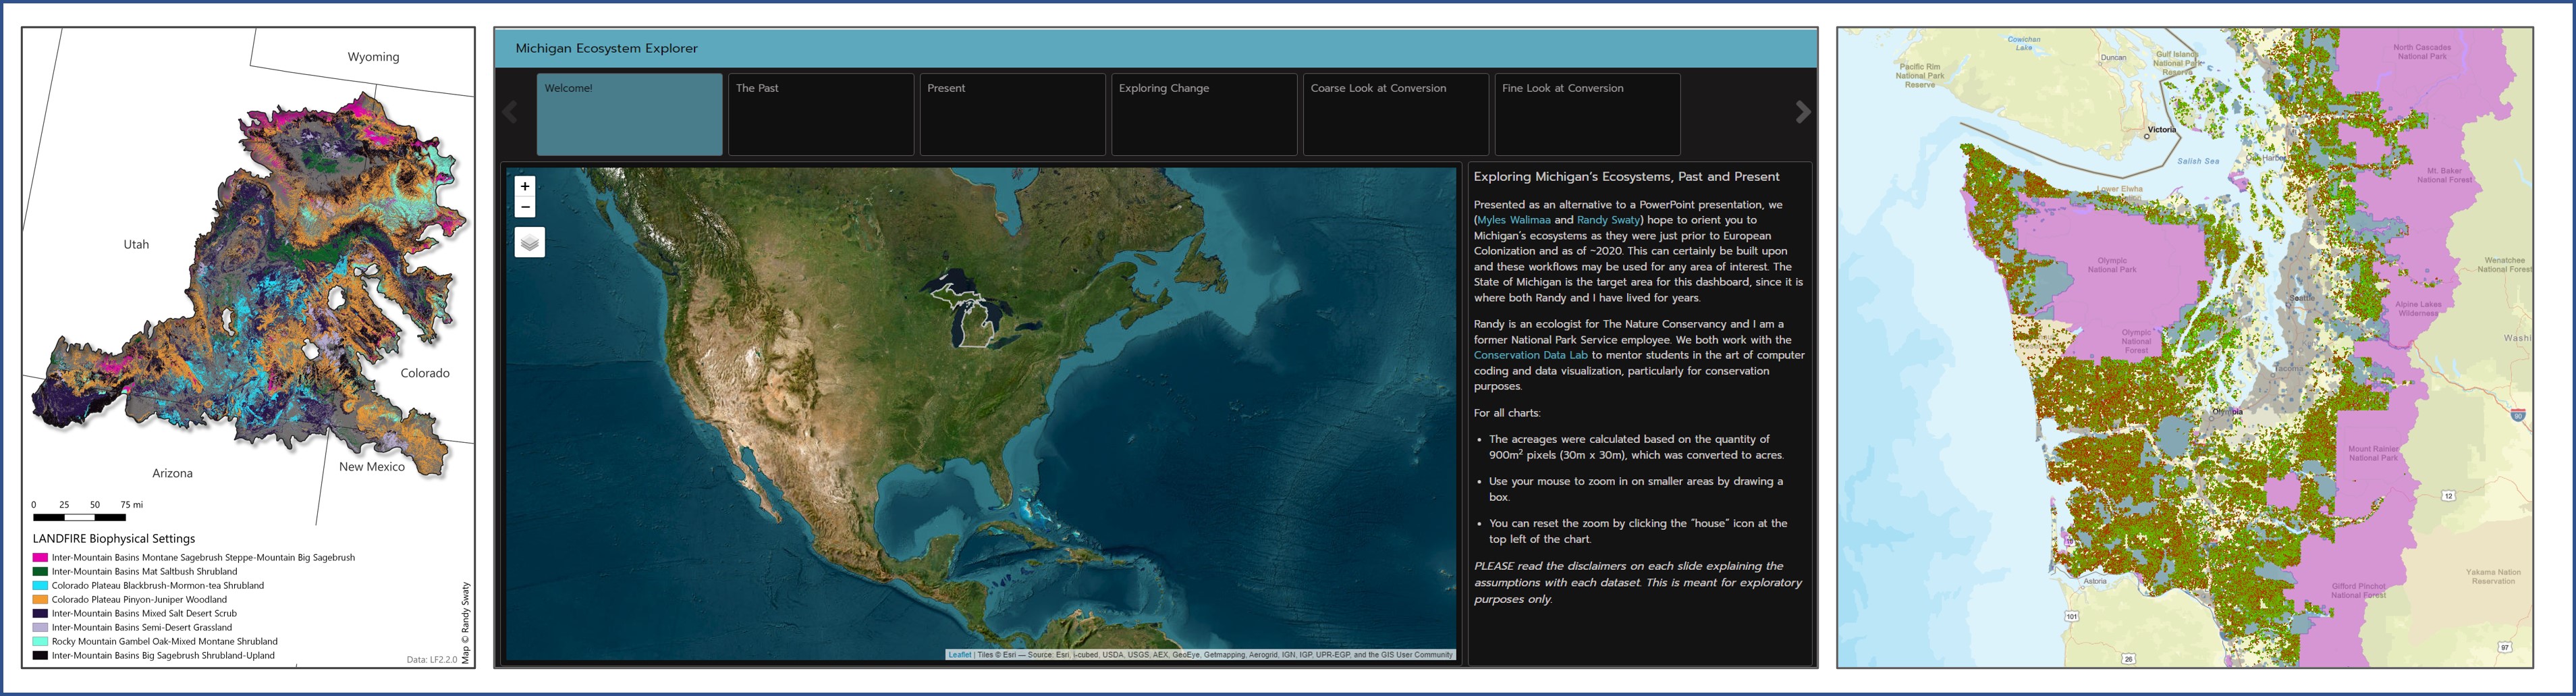 Wyoming
Utah
Colorado
Arizona
New Mexico
0 25 50 75 mi
LANDFIRE Biophysical Settings
Inter-Mountain Basins Montane Sagebrush Steppe-Mountain Big Sagebrush
Inter-Mountain Basins Mat Saltbush Shrubland
Colorado Plateau Blackbrush-Mormon-tea Shrubland
Colorado Plateau Pinyon-Juniper Woodland
Inter-Mountain Basins Mixed Salt Desert Scrub
Inter-Mountain Basins Semi-Desert Grassland
Rocky Mountain Gambel Oak-Mixed Montane Shrubland
Inter-Mountain Basins Big Sagebrush Shrubland-Upland
Data: LF2.2.0
Map © Randy Swaty
Michigan Ecosystem Explorer
Welcome!
The Past
Present
Exploring Change
Coarse Look at Conversion
Fine Look at Conversion
+
−
Leaflet | Tiles © Esri — Source: Esri, i-cubed, USDA, USGS, AEX, GeoEye, Getmapping, Aerogrid, IGN, IGP, UPR-EGP, and the GIS User Community
Exploring Michigan's Ecosystems, Past and Present
Presented as an alternative to a PowerPoint presentation, we
(Myles Walimaa and Randy Swaty) hope to orient you to
Michigan's ecosystems as they were just prior to European
Colonization and as of ~2020. This can certainly be built upon
and these workflows may be used for any area of interest. The
State of Michigan is the target area for this dashboard, since it is
where both Randy and I have lived for years.
Randy is an ecologist for The Nature Conservancy and I am a
former National Park Service employee. We both work with the
Conservation Data Lab to mentor students in the art of computer
coding and data visualization, particularly for conservation
purposes.
For all charts:
• The acreages were calculated based on the quantity of
900m² pixels (30m x 30m), which was converted to acres.
• Use your mouse to zoom in on smaller areas by drawing a
box.
• You can reset the zoom by clicking the "house" icon at the
top left of the chart.
PLEASE read the disclaimers on each slide explaining the
assumptions with each dataset. This is meant for exploratory
purposes only.
Cowichan
Lake
Duncan
Gulf Islands
National Park
Reserve
North Cascades
National Park
Pacific Rim
National Park
Reserve
Victoria
Salish Sea
Oak Harbor
Mt. Baker
National Forest
Lower Elwha
Olympic
National Park
Wenatchee
National Forest
Seattle
Alpine Lakes
Wilderness
Olympic
National
Forest
Washi
Tacoma
Olympia
90
Mount Rainier
National Park
12
Astoria
101
Gifford Pinchot
National Forest
Yakama Nation
Reservation
26
97